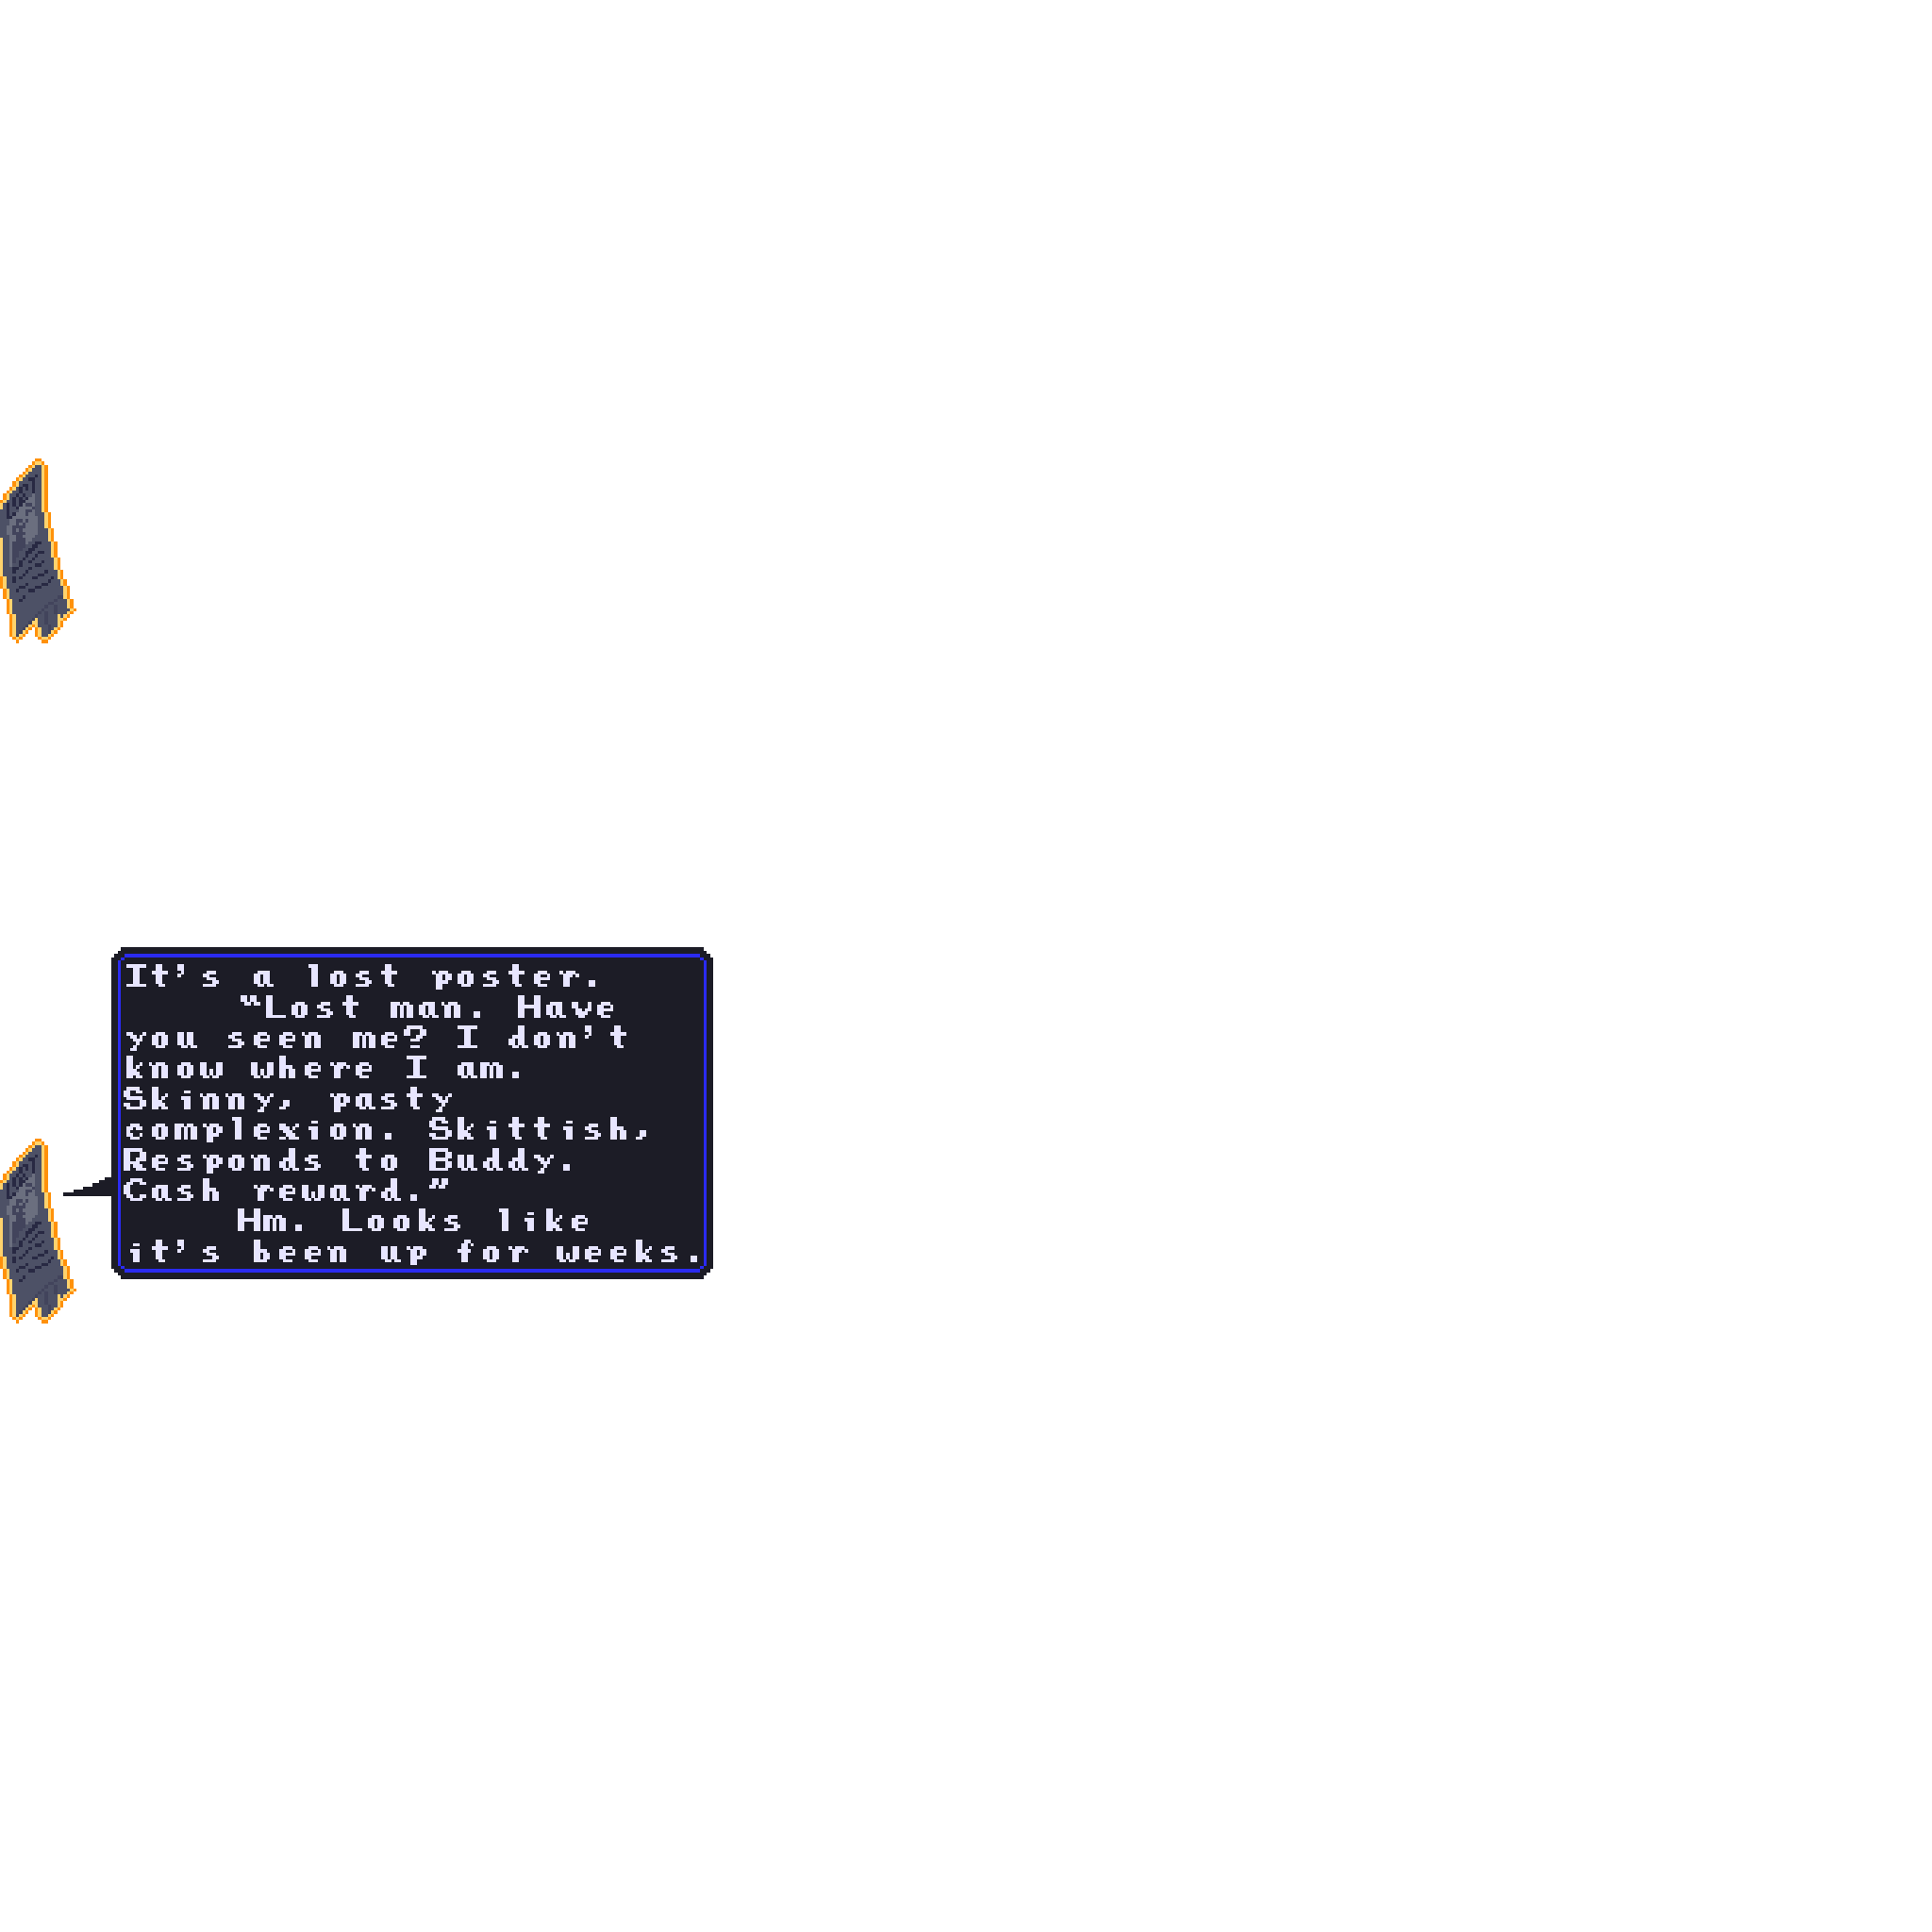 It's a lost poster.
"Lost man. Have
you seen me? I don't
know where I am.
Skinny, pasty
complexion. Skittish,
Responds to Buddy.
Cash reward."
Hm. Looks like
it's been up for weeks.